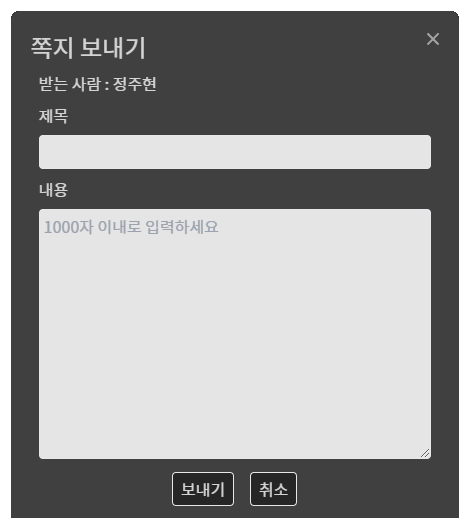 쪽지 보내기
받는 사람 : 정주현
제목
내용
1000자 이내로 입력하세요
보내기 취소